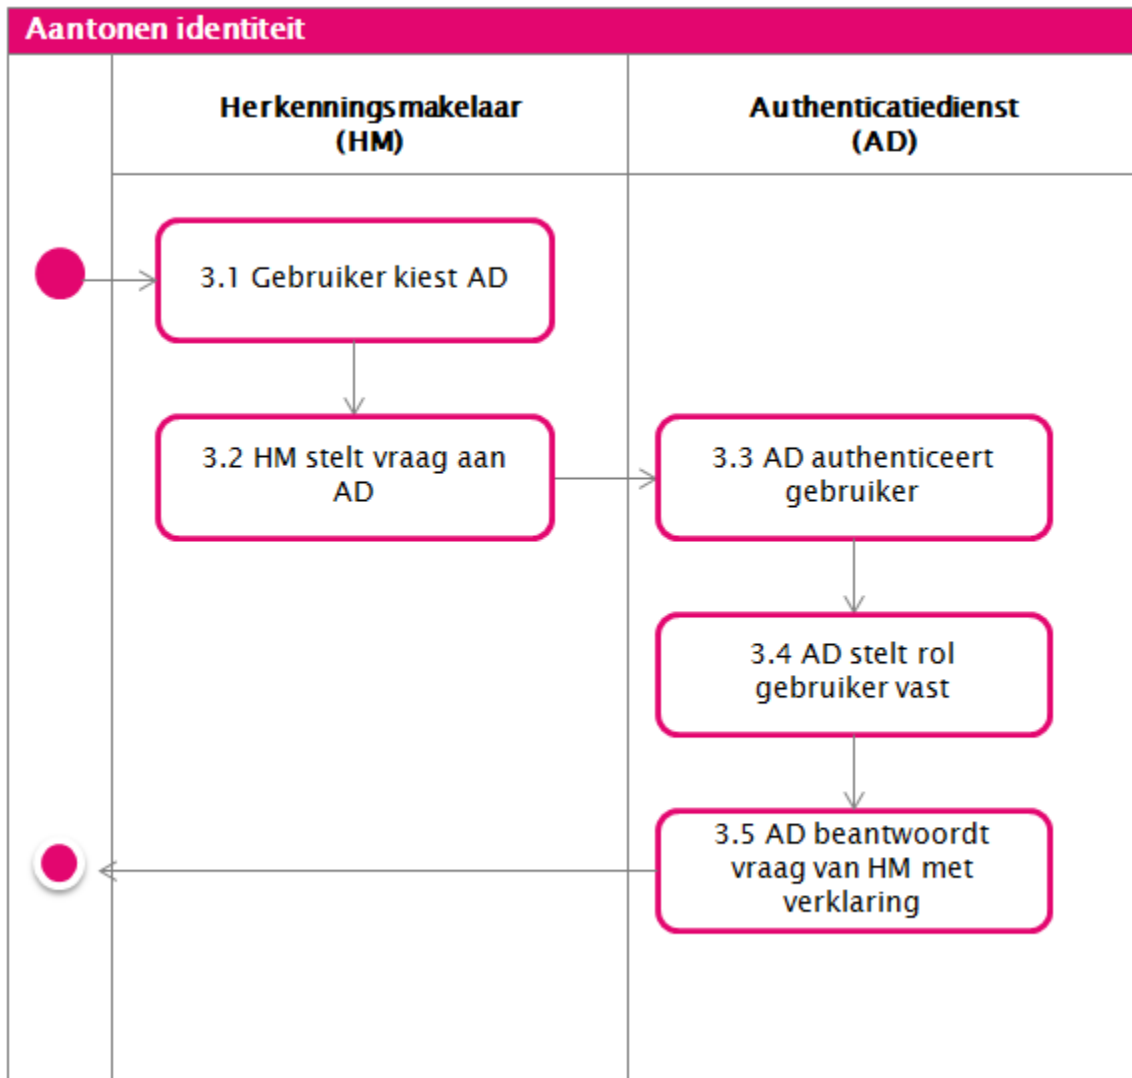 Aantonen identiteit
Herkenningsmakelaar
(HM)
Authenticatiedienst
(AD)
3.1 Gebruiker kiest AD
3.2 HM stelt vraag aan
AD
3.3 AD authenticeert
gebruiker
3.4 AD stelt rol
gebruiker vast
3.5 AD beantwoordt
vraag van HM met
verklaring